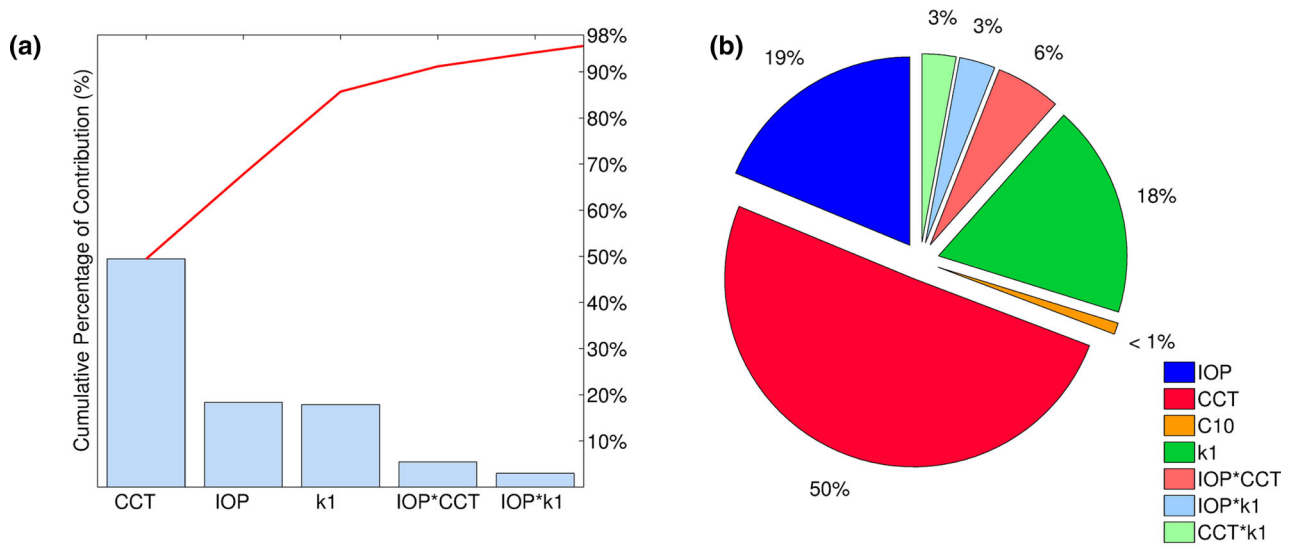 (a)
Cumulative Percentage of Contribution (%)
98%
90%
80%
70%
60%
50%
40%
30%
20%
10%
CCT
IOP
k1
IOP*CCT
IOP*k1
(b)
3%
3%
6%
19%
18%
< 1%
50%
IOP
CCT
C10
k1
IOP*CCT
IOP*k1
CCT*k1